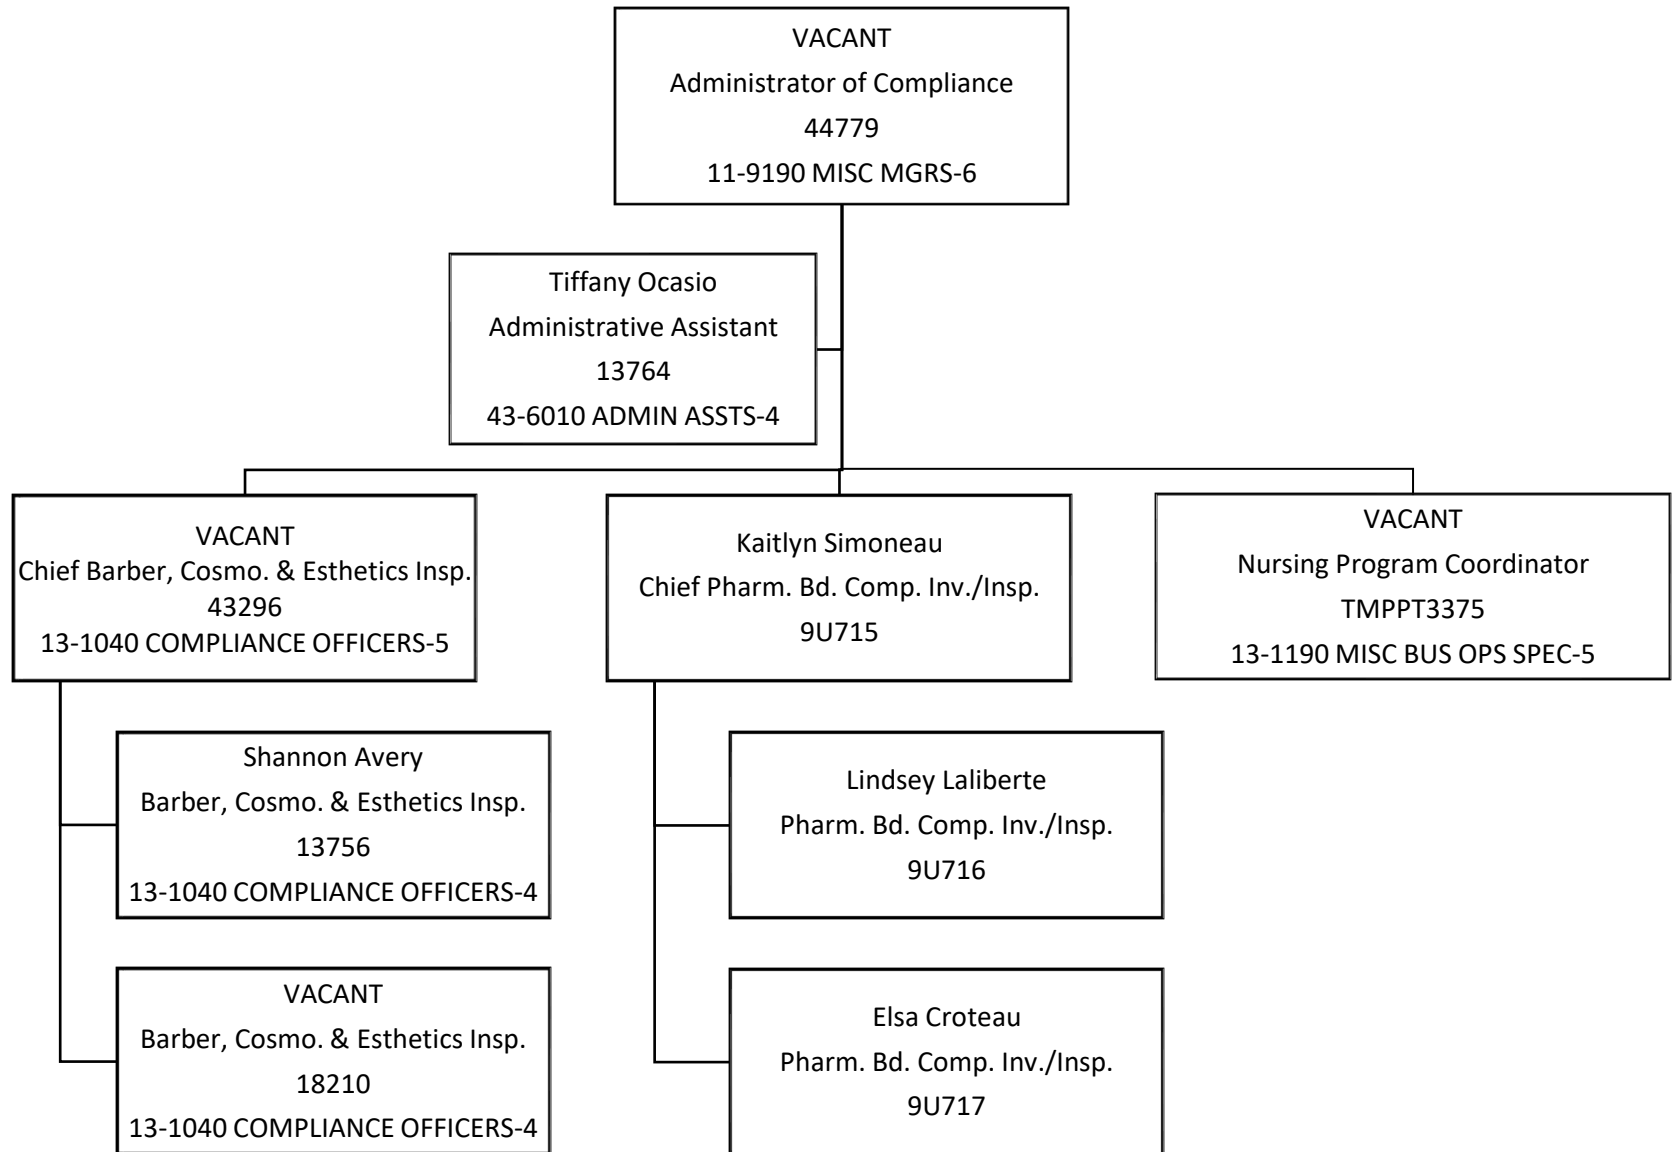 VACANT
Administrator of Compliance
44779
11-9190 MISC MGRS-6
Tiffany Ocasio
Administrative Assistant
13764
43-6010 ADMIN ASSTS-4
VACANT
Chief Barber, Cosmo. & Esthetics Insp.
43296
13-1040 COMPLIANCE OFFICERS-5
Kaitlyn Simoneau
Chief Pharm. Bd. Comp. Inv./Insp.
9U715
VACANT
Nursing Program Coordinator
TMPPT3375
13-1190 MISC BUS OPS SPEC-5
Shannon Avery
Barber, Cosmo. & Esthetics Insp.
13756
13-1040 COMPLIANCE OFFICERS-4
Lindsey Laliberte
Pharm. Bd. Comp. Inv./Insp.
9U716
VACANT
Barber, Cosmo. & Esthetics Insp.
18210
13-1040 COMPLIANCE OFFICERS-4
Elsa Croteau
Pharm. Bd. Comp. Inv./Insp.
9U717